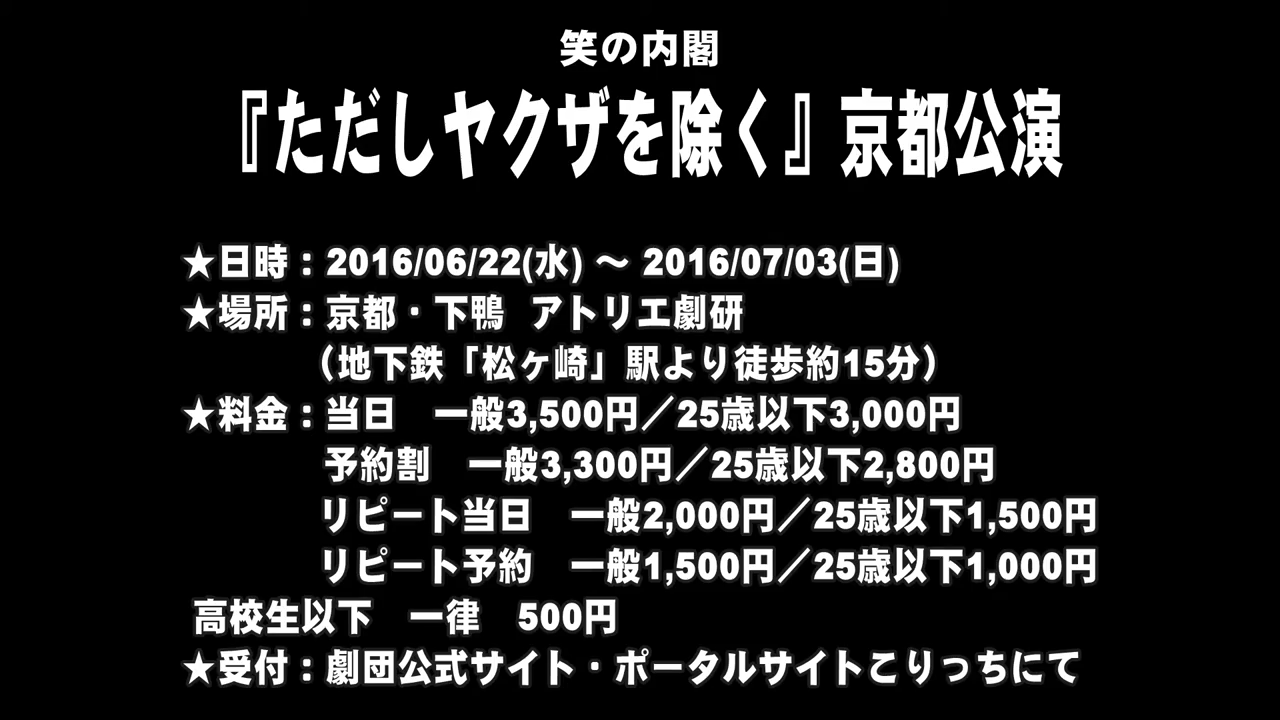 笑の内閣
『ただしヤクザを除く』京都公演
★日時：2016/06/22(水) ～ 2016/07/03(日)
★場所：京都・下鴨　アトリエ劇研
（地下鉄「松ヶ崎」駅より徒歩約15分）
★料金：当日　一般3,500円／25歳以下3,000円
予約割　一般3,300円／25歳以下2,800円
リピート当日　一般2,000円／25歳以下1,500円
リピート予約　一般1,500円／25歳以下1,000円
高校生以下　一律　500円
★受付：劇団公式サイト・ポータルサイトこりっちにて